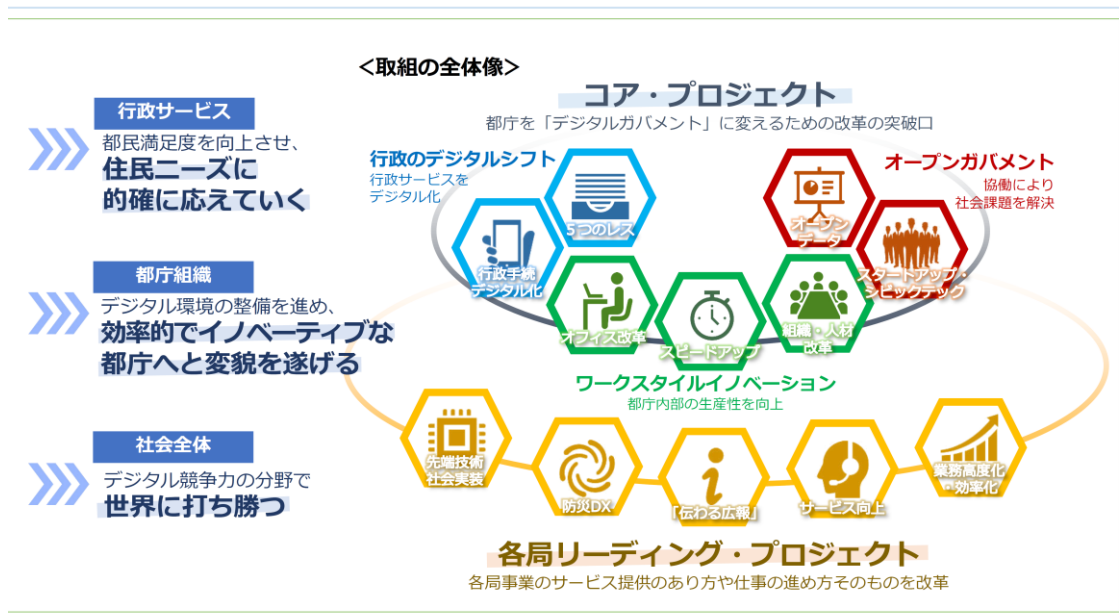 ＜取組の全体像＞
行政サービス
都民満足度を向上させ、
住民ニーズに
的確に応えていく
都庁組織
デジタル環境の整備を進め、
効率的でイノベーティブな
都庁へと変貌を遂げる
社会全体
デジタル競争力の分野で
世界に打ち勝つ
コア・プロジェクト
都庁を「デジタルガバメント」に変えるための改革の突破口
行政のデジタルシフト
行政サービスを
デジタル化
5つのレス
行政手続
デジタル化
オープンガバメント
協働により
社会課題を解決
オープン
データ
スタートアップ・
シビックテック
オフィス改革
スピードアップ
組織・人材
改革
ワークスタイルイノベーション
都庁内部の生産性を向上
先端技術
社会実装
防災DX
「伝わる広報」
サービス向上
業務高度化
・効率化
各局リーディング・プロジェクト
各局事業のサービス提供のあり方や仕事の進め方そのものを改革